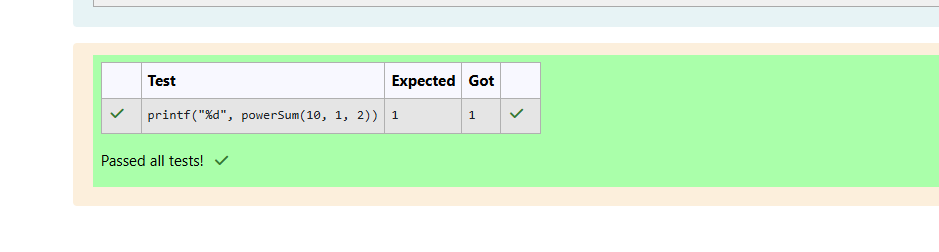 Test Expected Got
printf("%d", powerSum(10, 1, 2)) 1 1
Passed all tests!